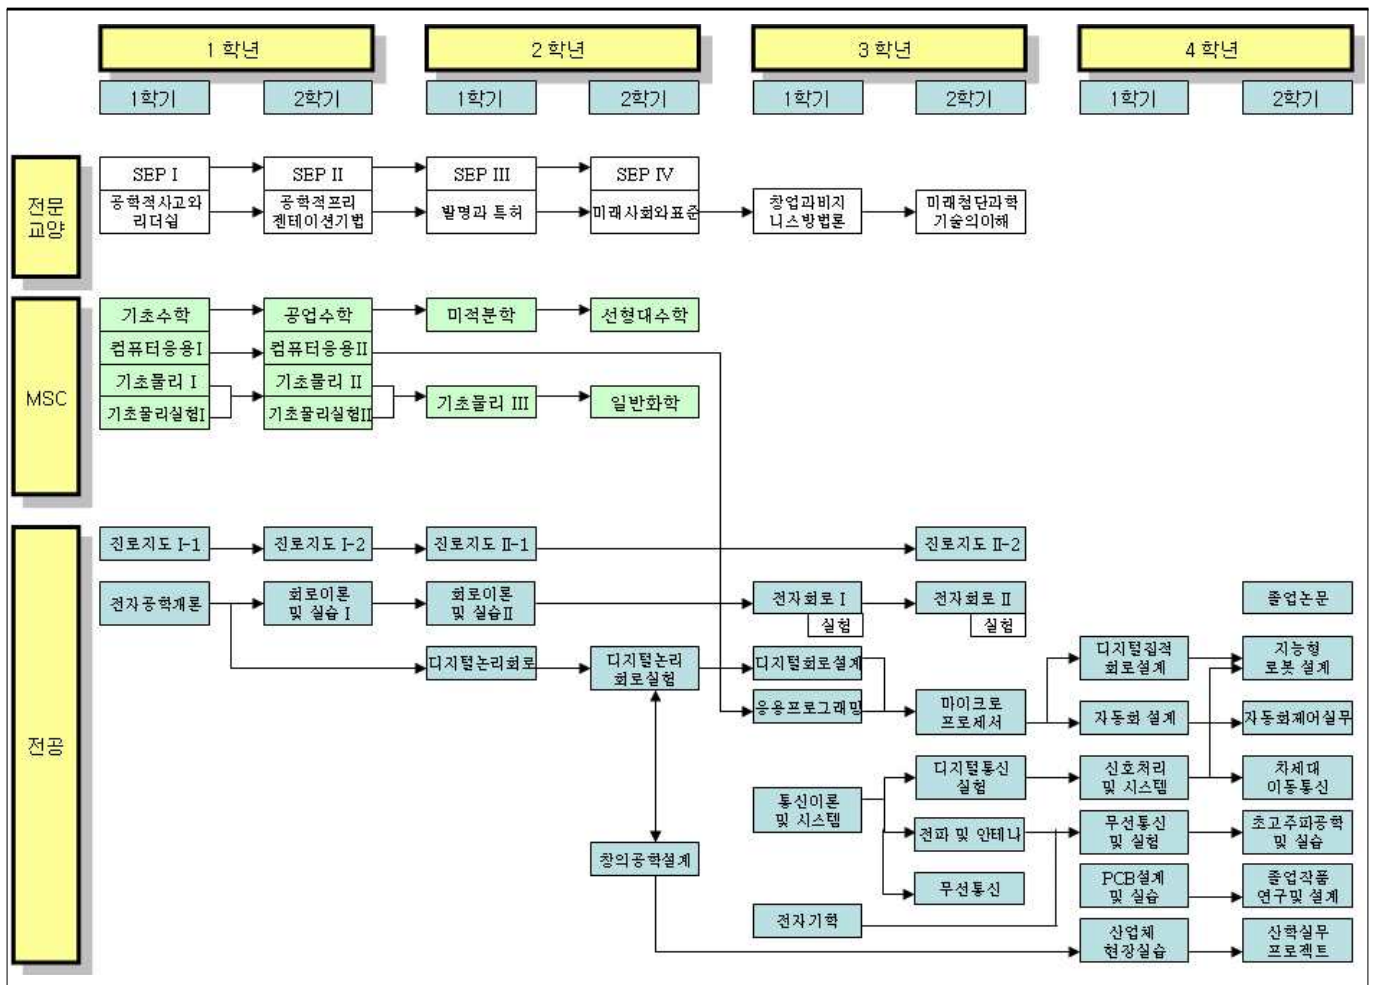 1 학년
2 학년
3 학년
4 학년
1학기
2학기
1학기
2학기
1학기
2학기
1학기
2학기
전문
교양
SEP I
SEP II
SEP III
SEP IV
공학적사고와
리더쉽
공학적프리
젠테이션기법
발명과 특허
미래사회와표준
창업과비지
니스방법론
미래첨단과학
기술의이해
MSC
기초수학
공업수학
미적분학
선형대수학
컴퓨터응용I
컴퓨터응용II
기초물리 I
기초물리 II
기초물리실험I
기초물리실험II
기초물리 III
일반화학
전공
진로지도 I-1
진로지도 I-2
진로지도 II-1
진로지도 II-2
전자공학개론
회로이론
및 실습 I
회로이론
및 실습II
전자회로 I
실험
전자회로 II
실험
졸업논문
디지털논리회로
디지털논리
회로실험
디지털회로설계
디지털집적
회로설계
지능형
로봇 설계
응용프로그래밍
마이크로
프로세서
자동화 설계
자동화제어실무
통신이론
및 시스템
디지털통신
실험
신호처리
및 시스템
차세대
이동통신
전파 및 안테나
무선통신
및 실험
초고주파공학
및 실습
창의공학설계
무선통신
PCB설계
및 실습
졸업작품
연구및 설계
전자기학
산업체
현장실습
산학실무
프로젝트